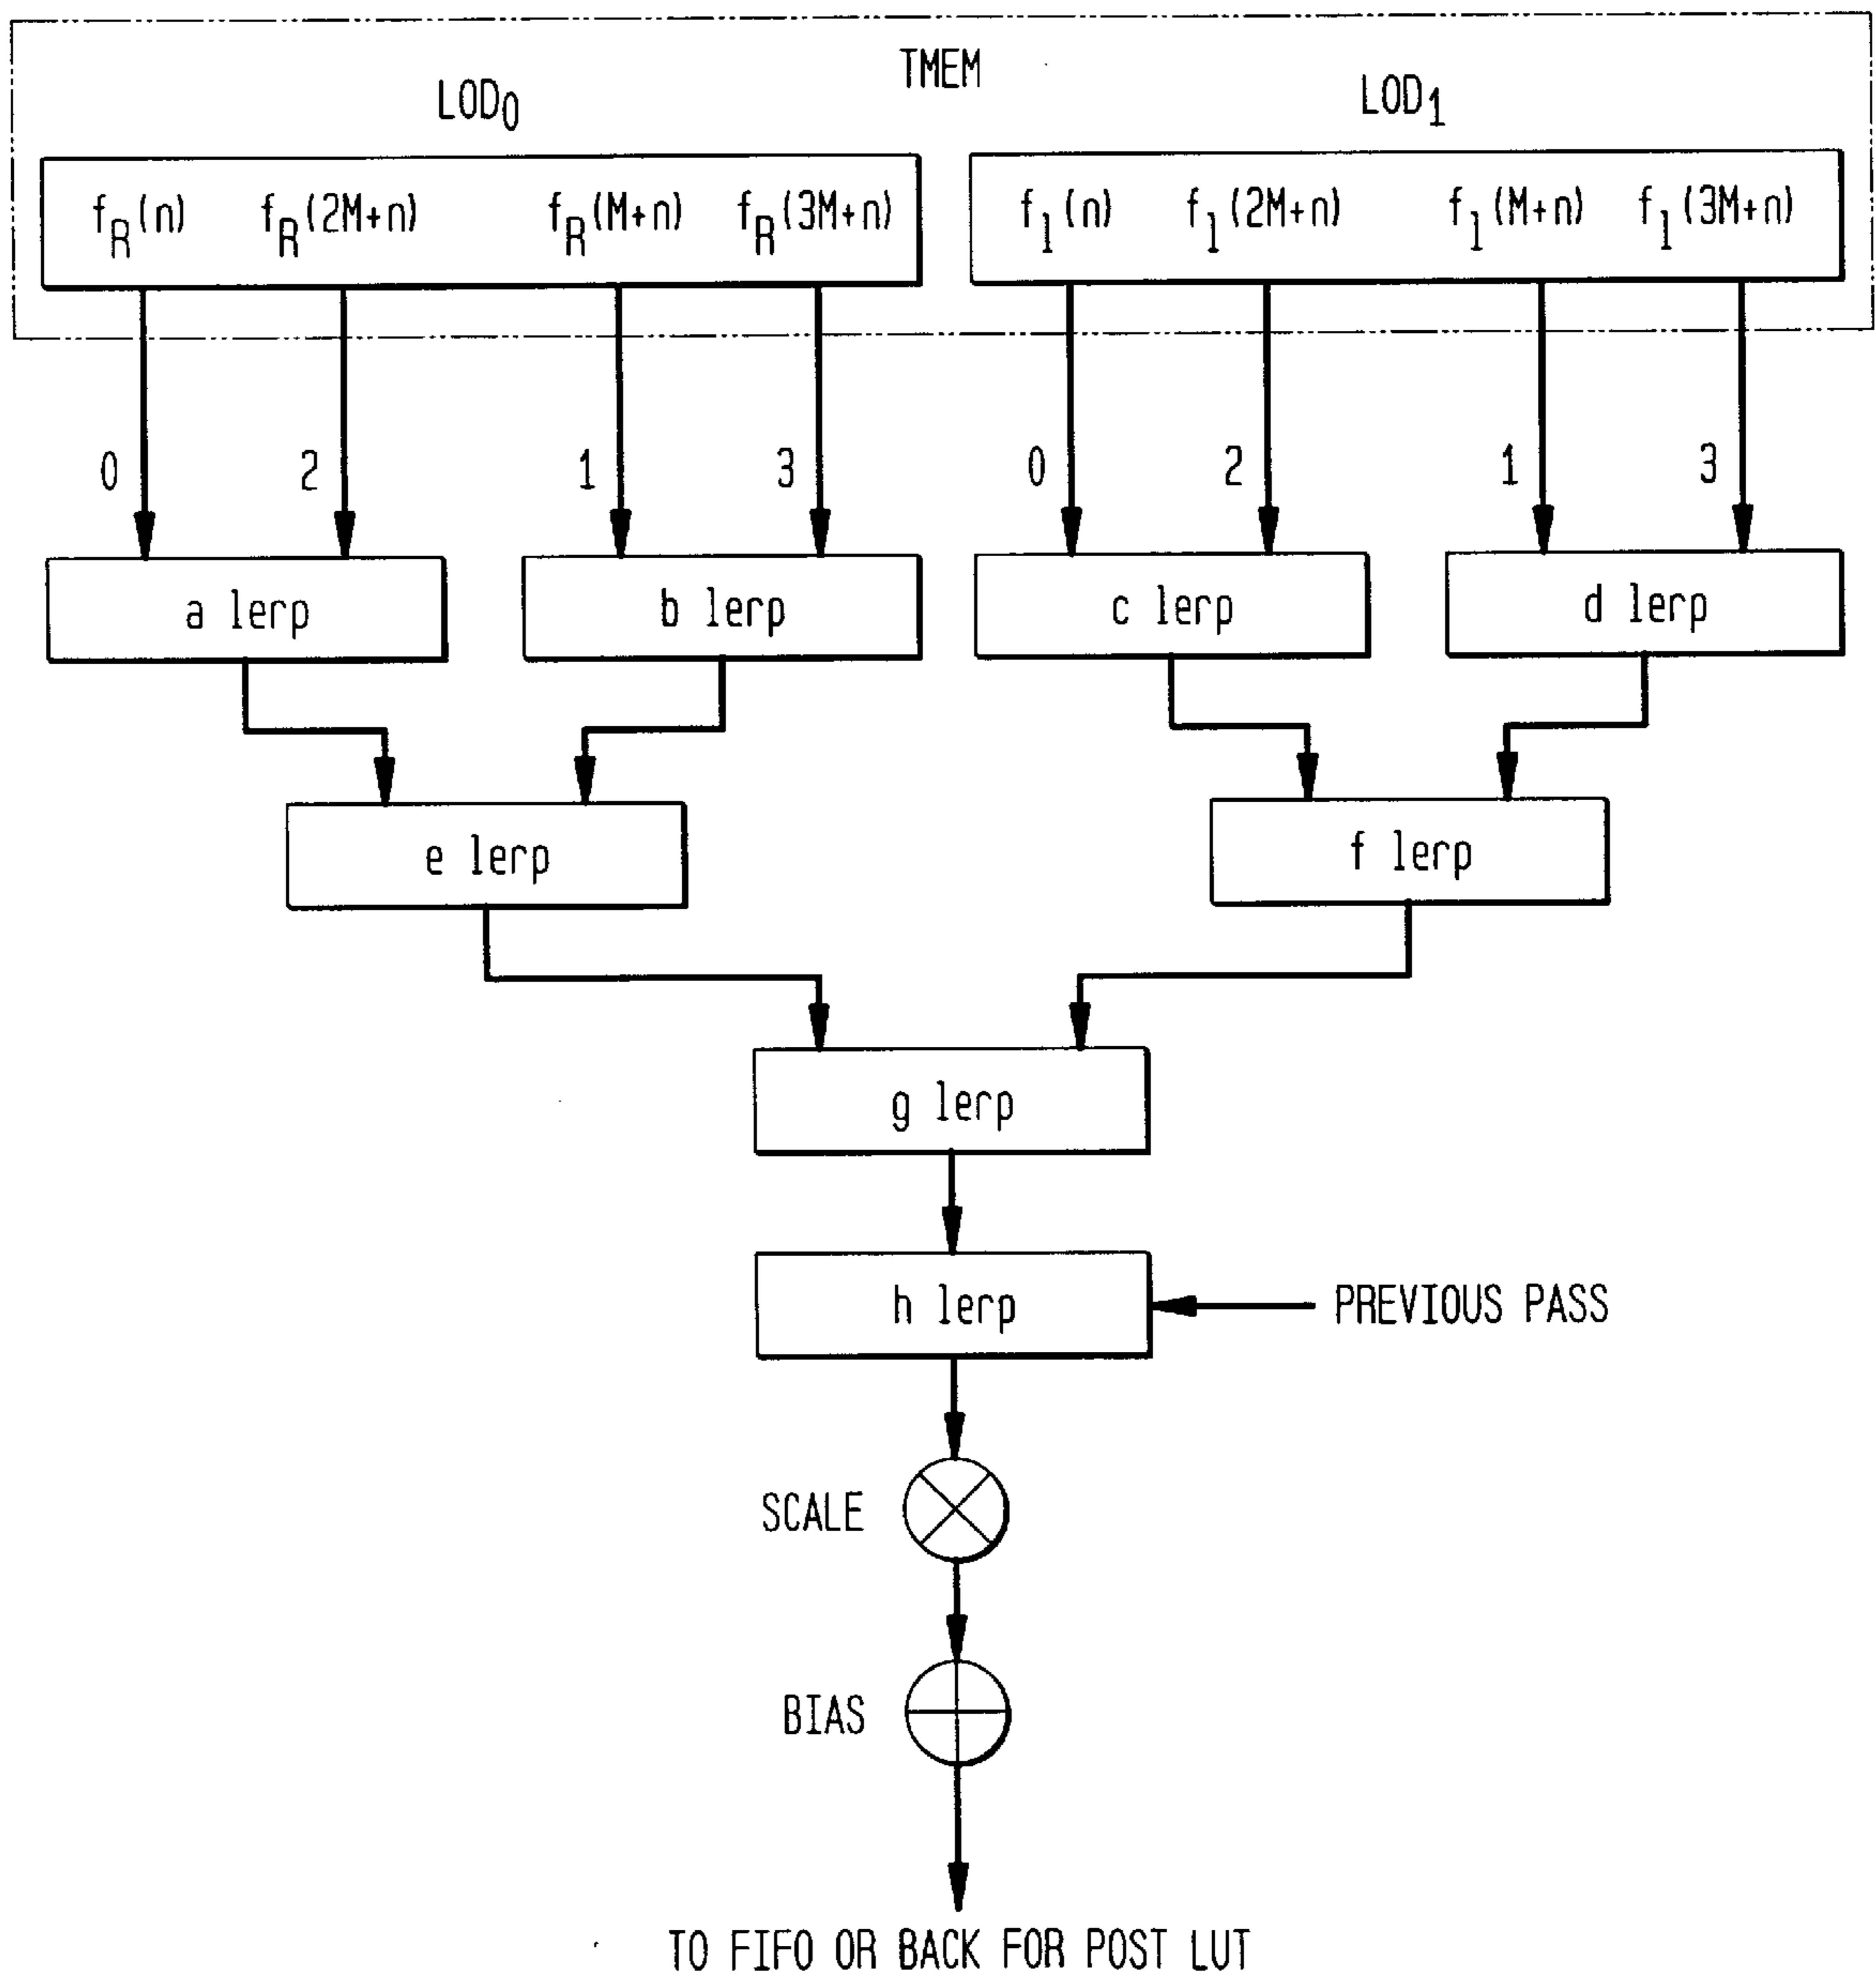 TMEM
LOD0 LOD1
fR(n) fR(2M+n) fR(M+n) fR(3M+n) f1(n) f1(2M+n) f1(M+n) f1(3M+n)
0 2 1 3 0 2 1 3
a lerp b lerp c lerp d lerp
e lerp f lerp
g lerp
h lerp PREVIOUS PASS
SCALE
BIAS
TO FIFO OR BACK FOR POST LUT